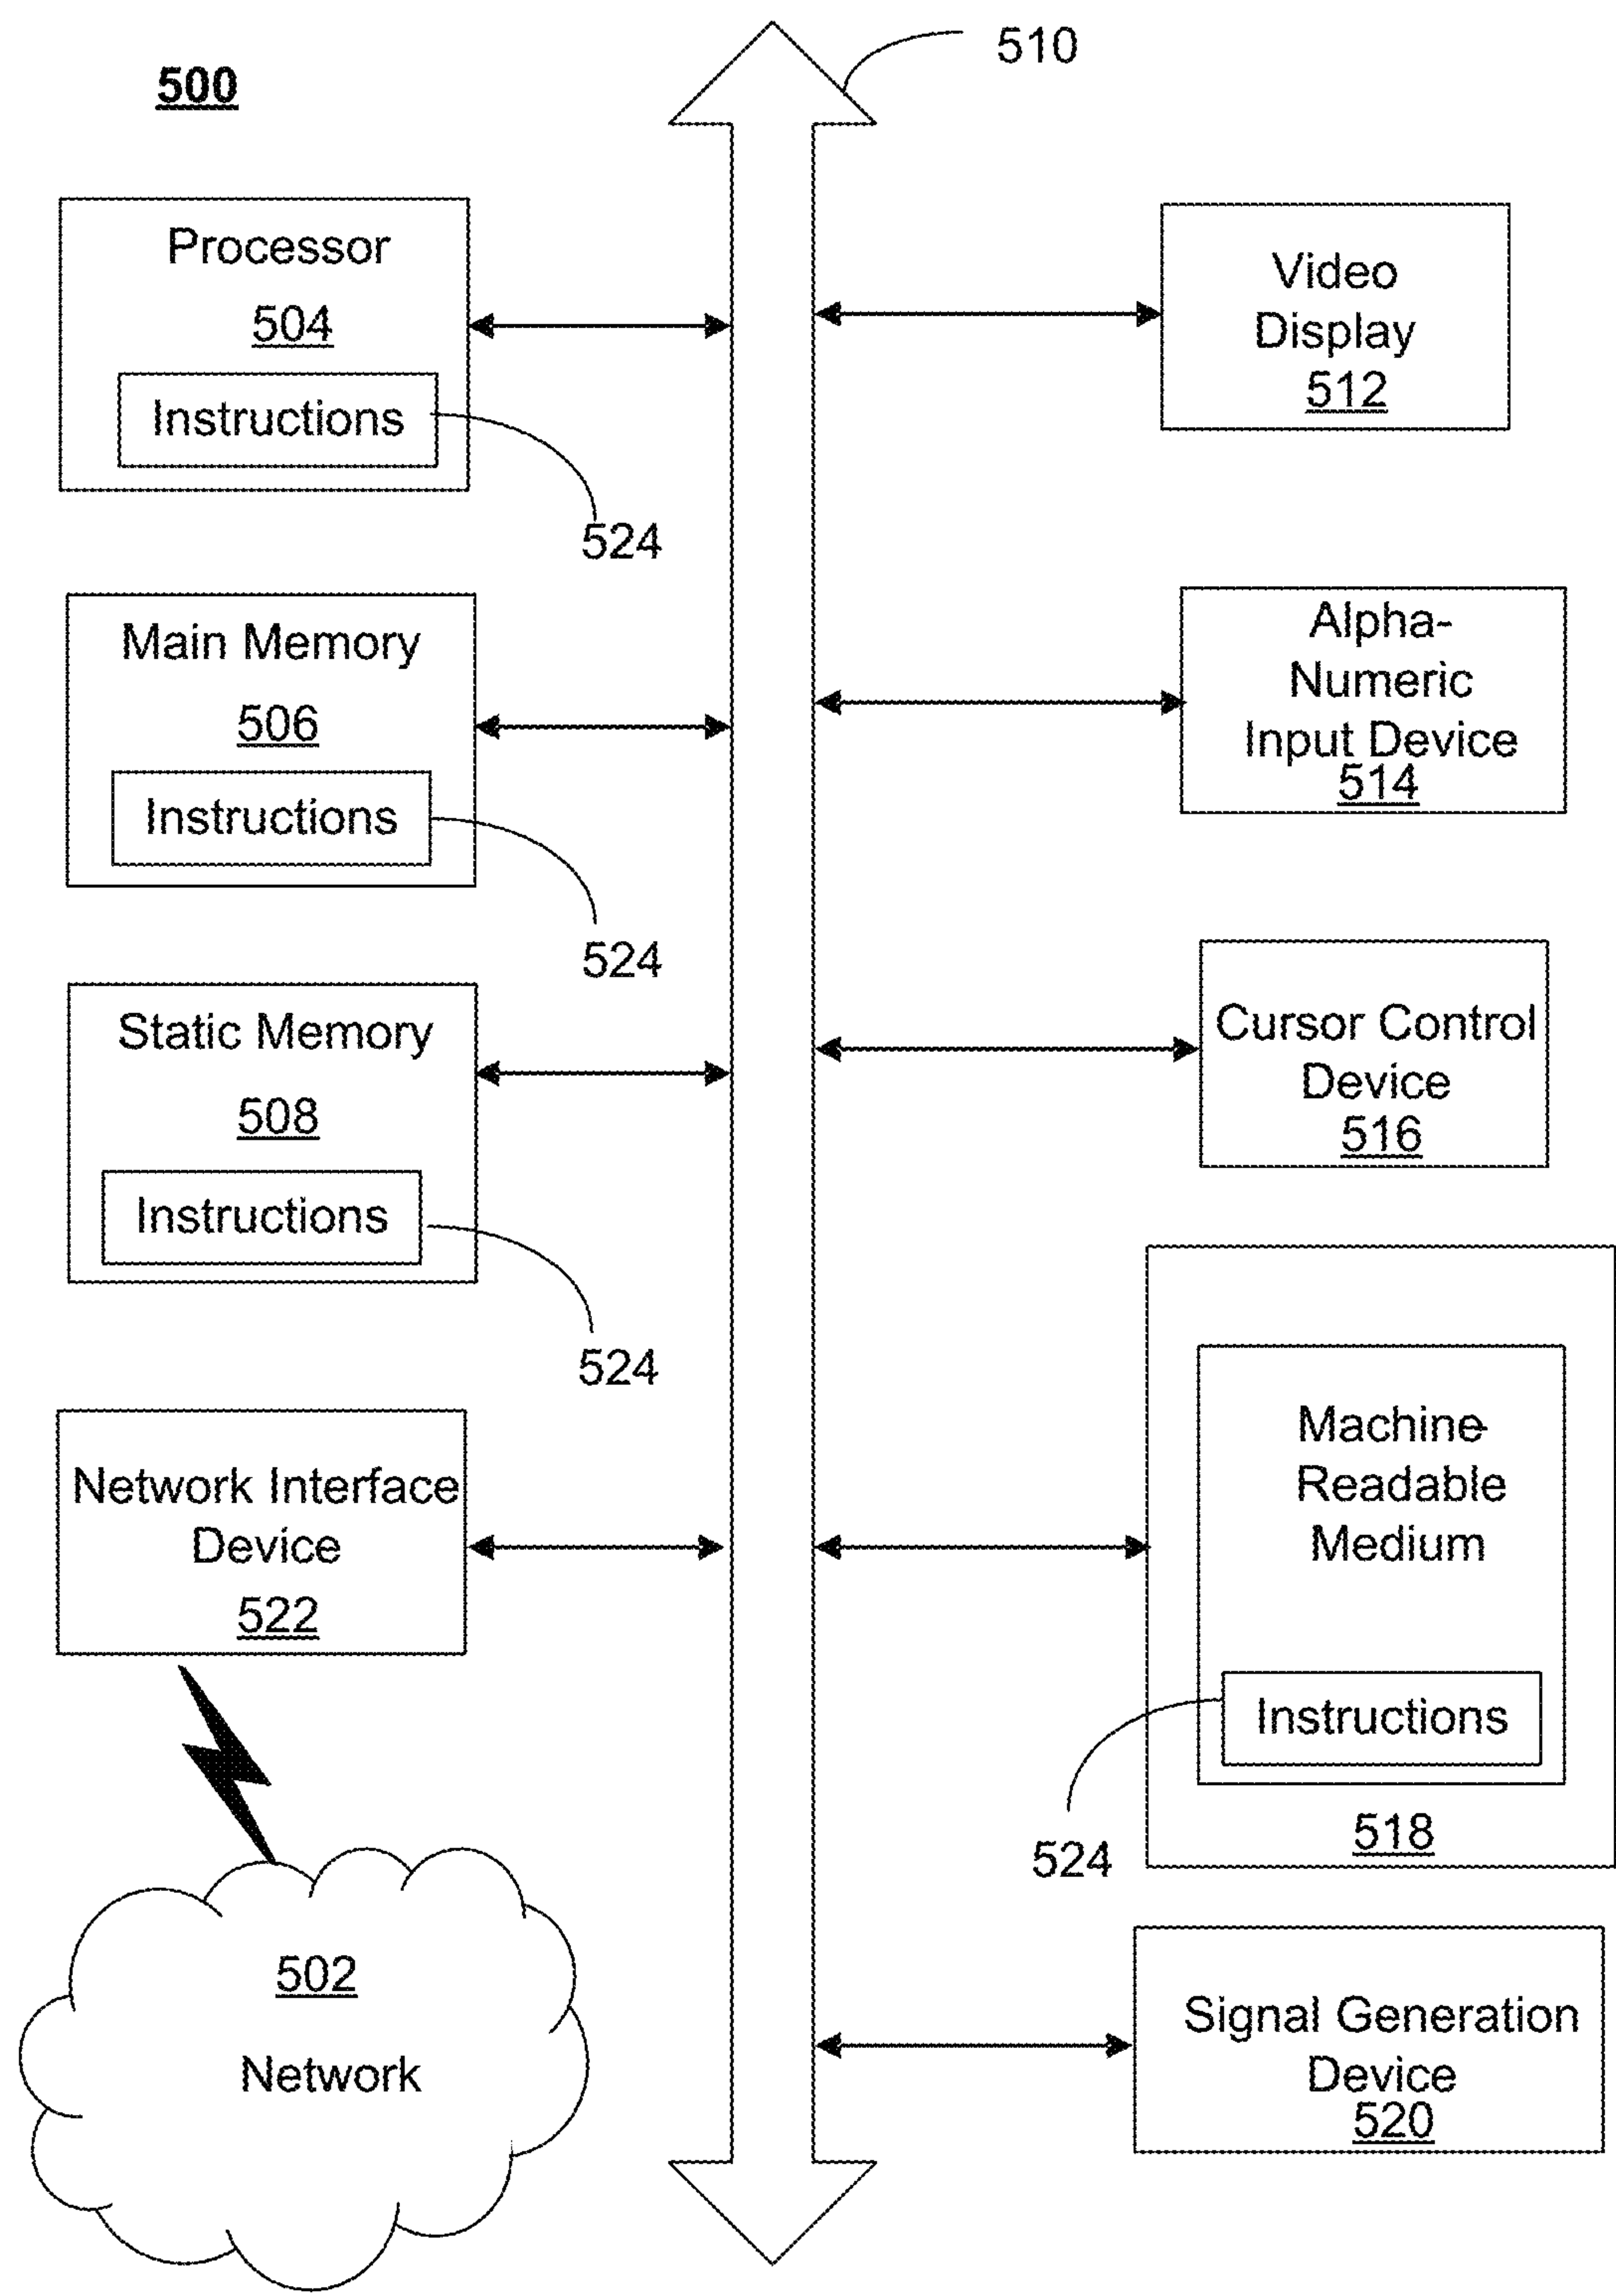 500
510
Processor
504
Instructions
524
Main Memory
506
Instructions
524
Static Memory
508
Instructions
524
Network Interface
Device
522
502
Network
Video
Display
512
Alpha-
Numeric
Input Device
514
Cursor Control
Device
516
Machine-
Readable
Medium
Instructions
524
518
Signal Generation
Device
520